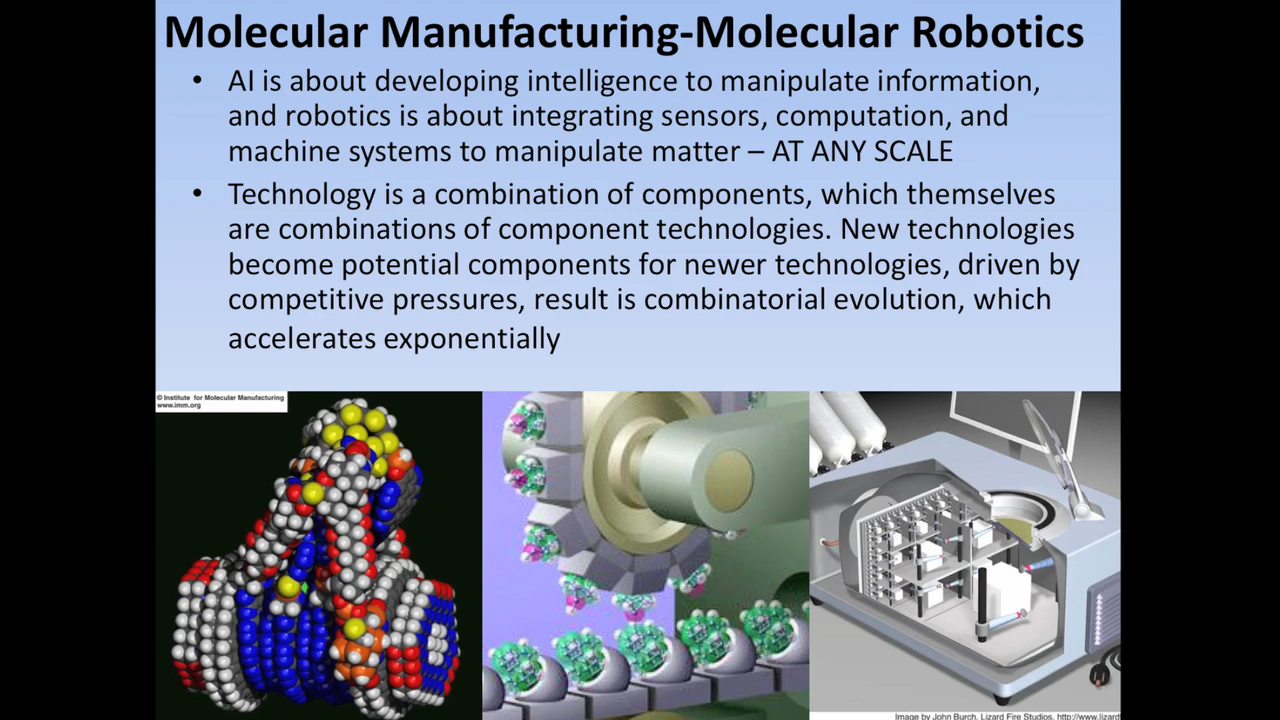 Molecular Manufacturing-Molecular Robotics
• AI is about developing intelligence to manipulate information,
and robotics is about integrating sensors, computation, and
machine systems to manipulate matter – AT ANY SCALE
• Technology is a combination of components, which themselves
are combinations of component technologies. New technologies
become potential components for newer technologies, driven by
competitive pressures, result is combinatorial evolution, which
accelerates exponentially
© Institute for Molecular Manufacturing
www.imm.org
Image by John Burch, Lizard Fire Studios, http://www.lizard